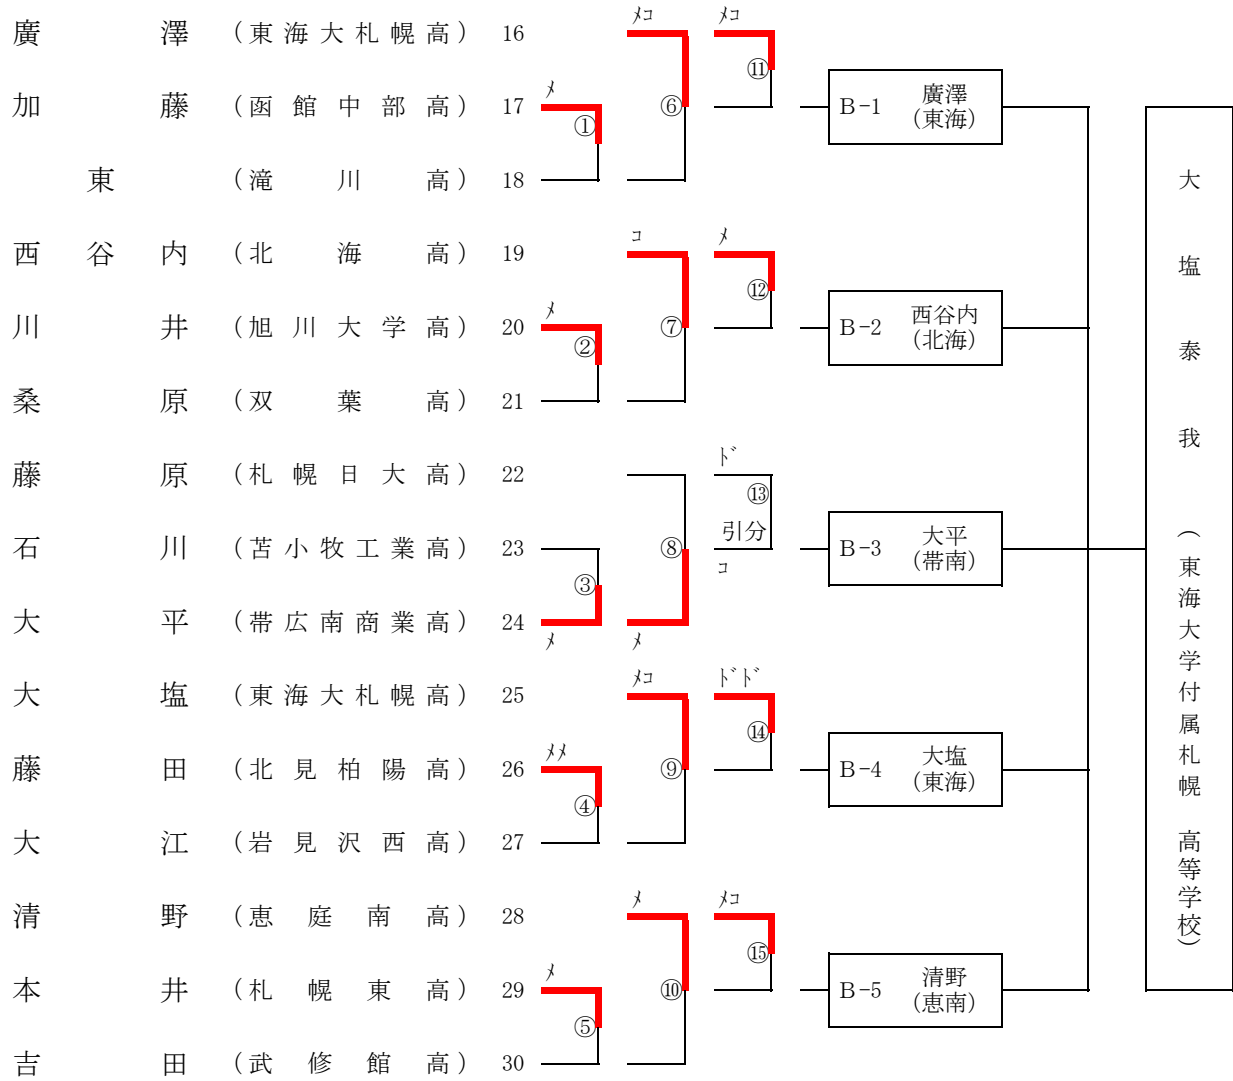 廣澤 (東海大札幌高) 16 ﾒｺ ﾒｺ
⑪
加藤 (函館中部高) 17 ﾒ ① ⑥ B-1 廣澤 (東海)
東 (滝川高) 18
西谷内 (北海高) 19 ｺ ﾒ
⑫
川井 (旭川大学高) 20 ﾒ ② ⑦ B-2 西谷内 (北海)
桑原 (双葉高) 21
藤原 (札幌日大高) 22 ﾄﾞ
⑬
石川 (苫小牧工業高) 23 ③ ⑧ 引分 ｺ B-3 大平 (帯南)
大平 (帯広南商業高) 24 ﾒ ﾒ
大塩 (東海大札幌高) 25 ﾒｺ ﾄﾞﾄﾞ
⑭
藤田 (北見柏陽高) 26 ﾒﾒ ④ ⑨ B-4 大塩 (東海)
大江 (岩見沢西高) 27
清野 (恵庭南高) 28 ﾒ ﾒｺ
⑮
本井 (札幌東高) 29 ﾒ ⑤ ⑩ B-5 清野 (恵南)
吉田 (武修館高) 30
大塩泰我 (東海大学付属札幌高等学校)